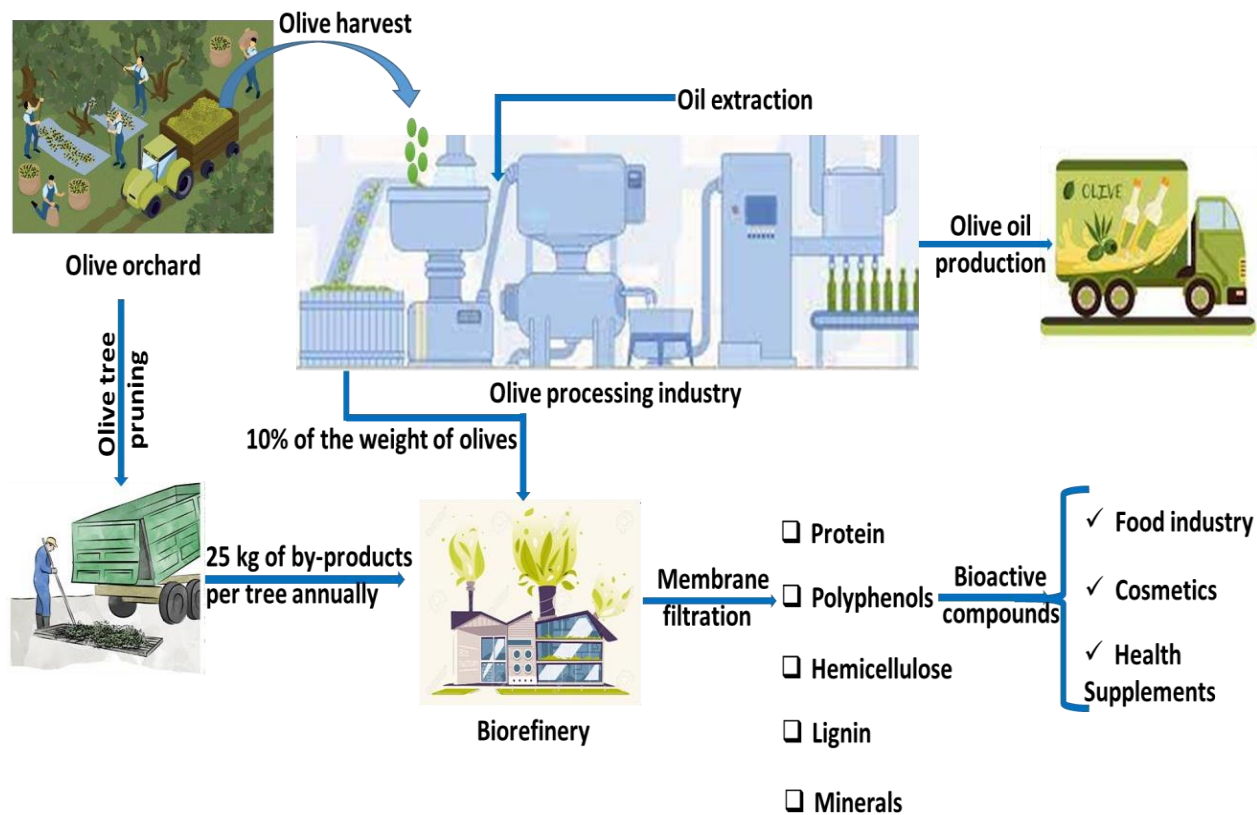 Olive harvest
Oil extraction
OLIVE
Olive oil
production
Olive orchard
Olive tree
pruning
Olive processing industry
10% of the weight of olives
25 kg of by-products
per tree annually
Biorefinery
Membrane
filtration
Protein
Polyphenols
Hemicellulose
Lignin
Minerals
Bioactive
compounds
Food industry
Cosmetics
Health
Supplements